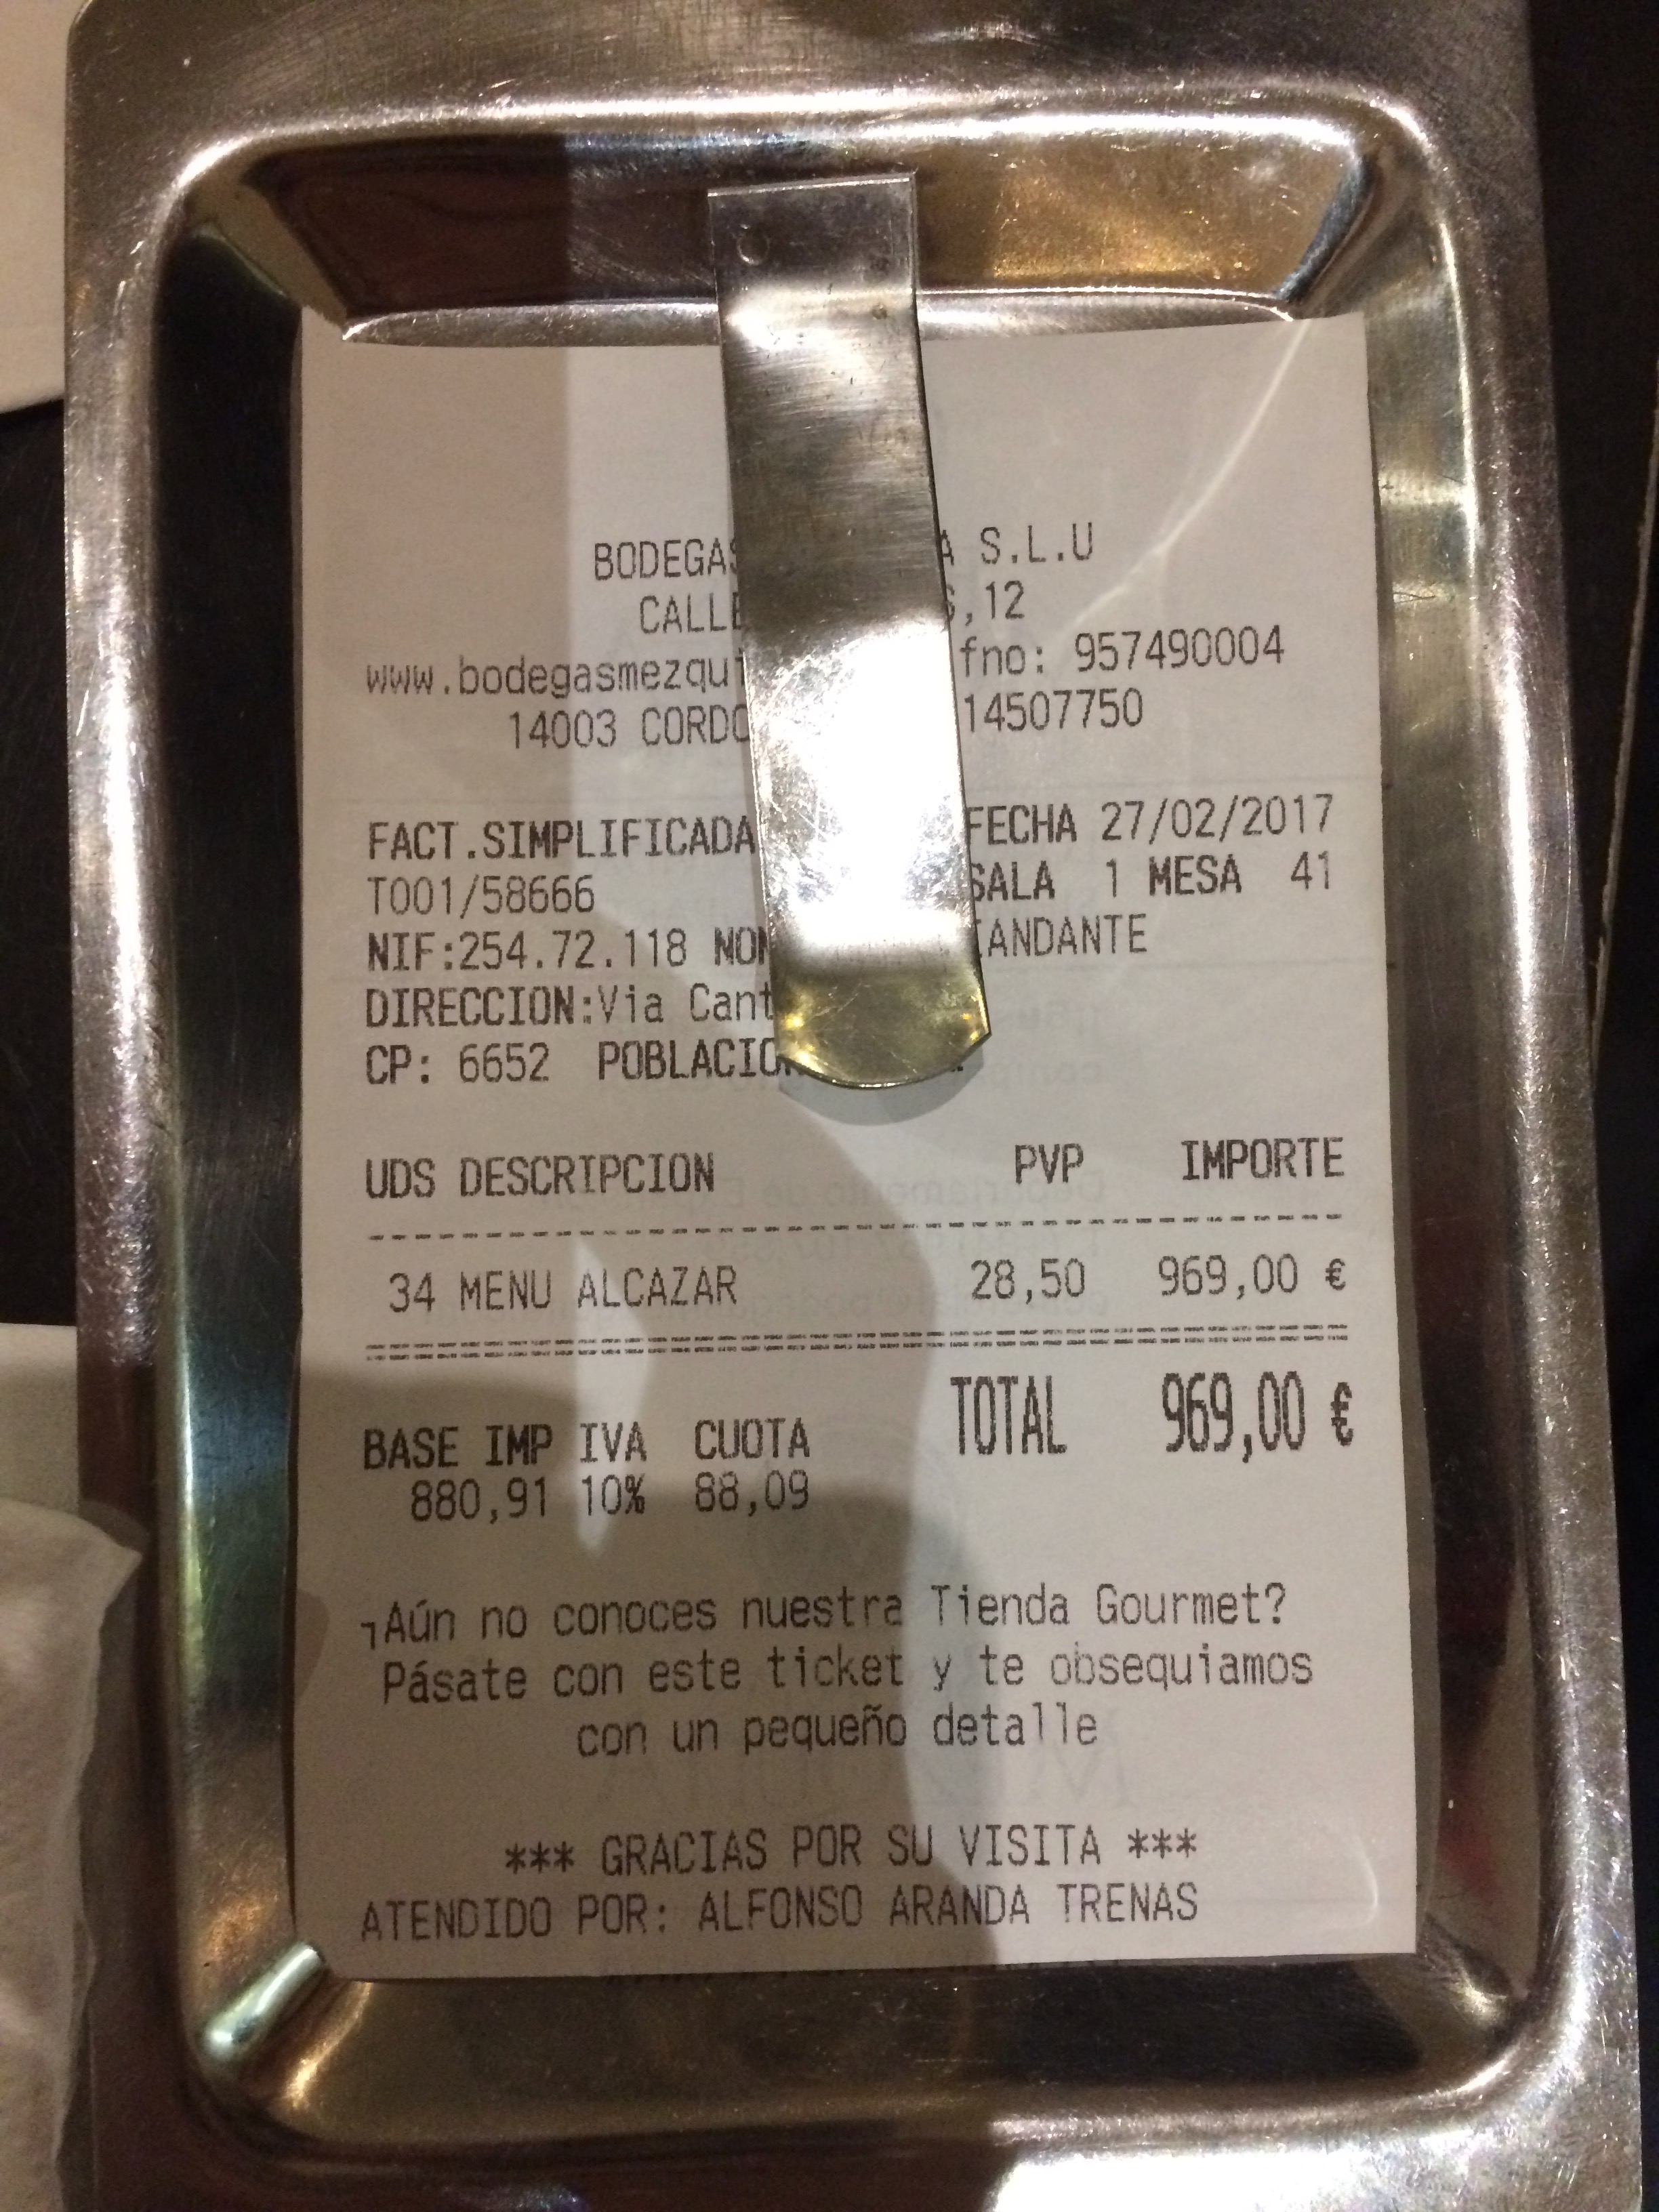 BODEGAS S.L.U
CALLE ,12
www.bodegasmezqui fno: 957490004
14003 CORDO 14507750
FACT.SIMPLIFICADA FECHA 27/02/2017
T001/58666 SALA 1 MESA 41
NIF:254.72.118 NOM IANDANTE
DIRECCION:Via Cant
CP: 6652 POBLACION
UDS DESCRIPCION PVP IMPORTE
34 MENU ALCAZAR 28,50 969,00 €
TOTAL 969,00 €
BASE IMP IVA CUOTA
880,91 10% 88,09
¿Aún no conoces nuestra Tienda Gourmet?
Pásate con este ticket y te obsequiamos
con un pequeño detalle
*** GRACIAS POR SU VISITA ***
ATENDIDO POR: ALFONSO ARANDA TRENAS